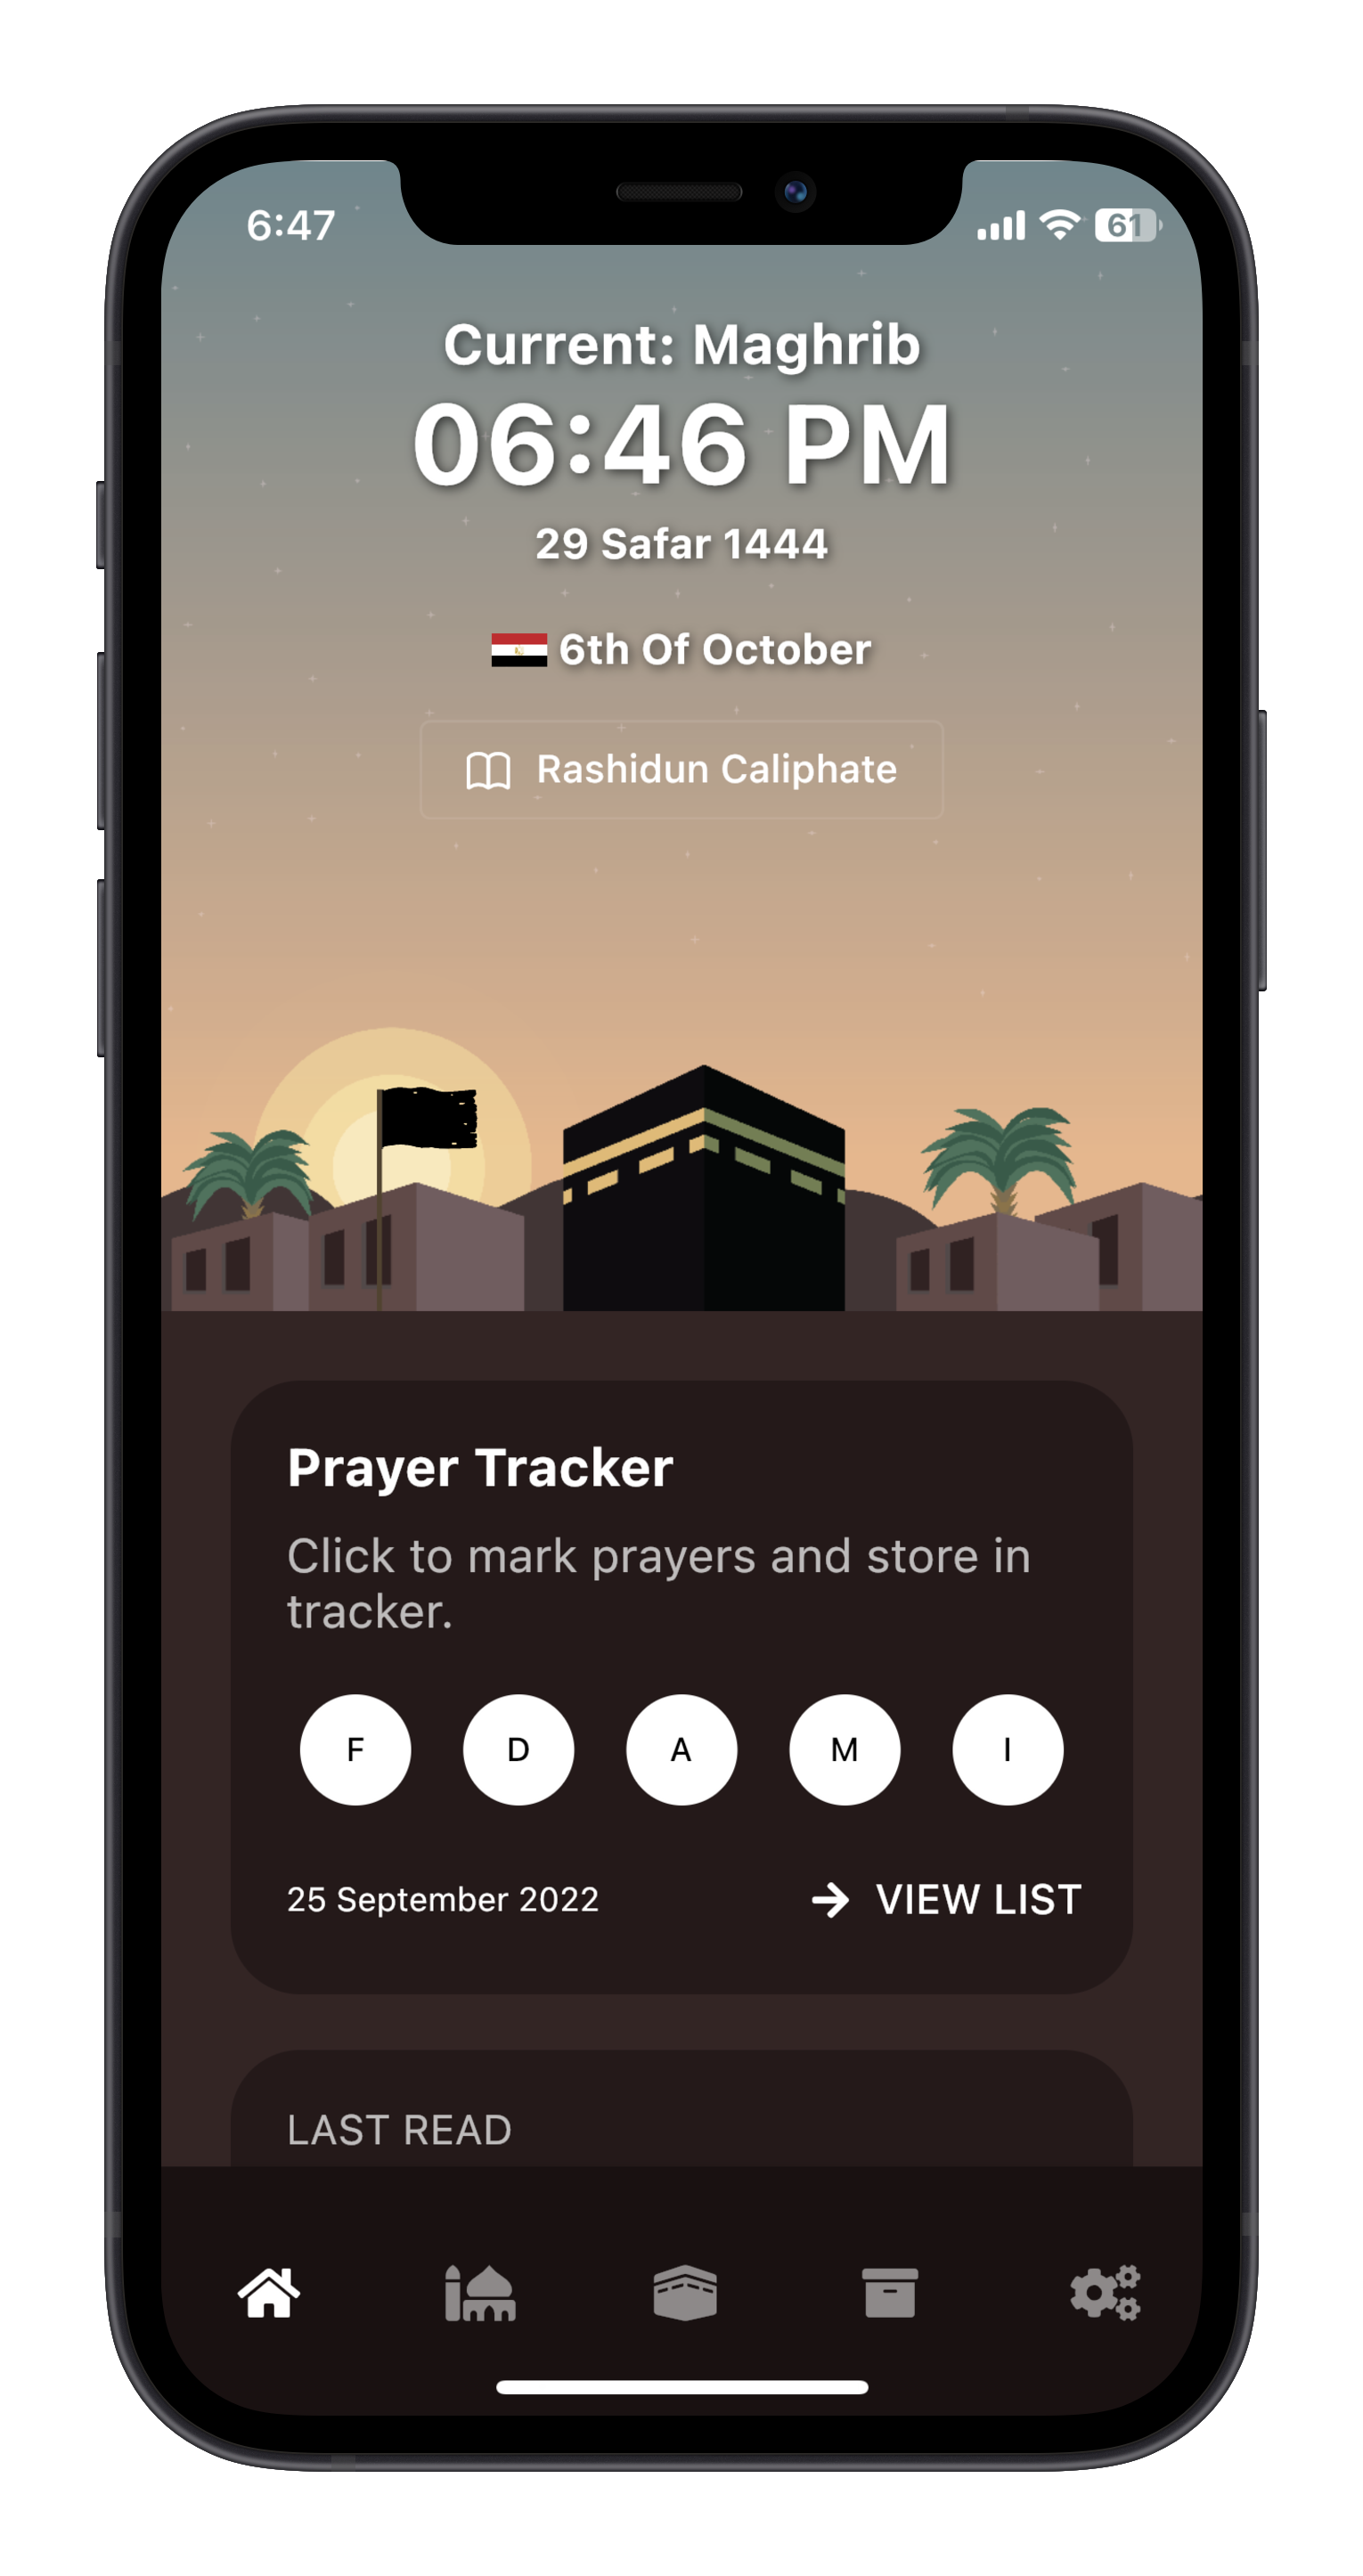 6:47
61
Current: Maghrib
06:46 PM
29 Safar 1444
6th Of October
Rashidun Caliphate
Prayer Tracker
Click to mark prayers and store in
tracker.
F D A M I
25 September 2022
VIEW LIST
LAST READ